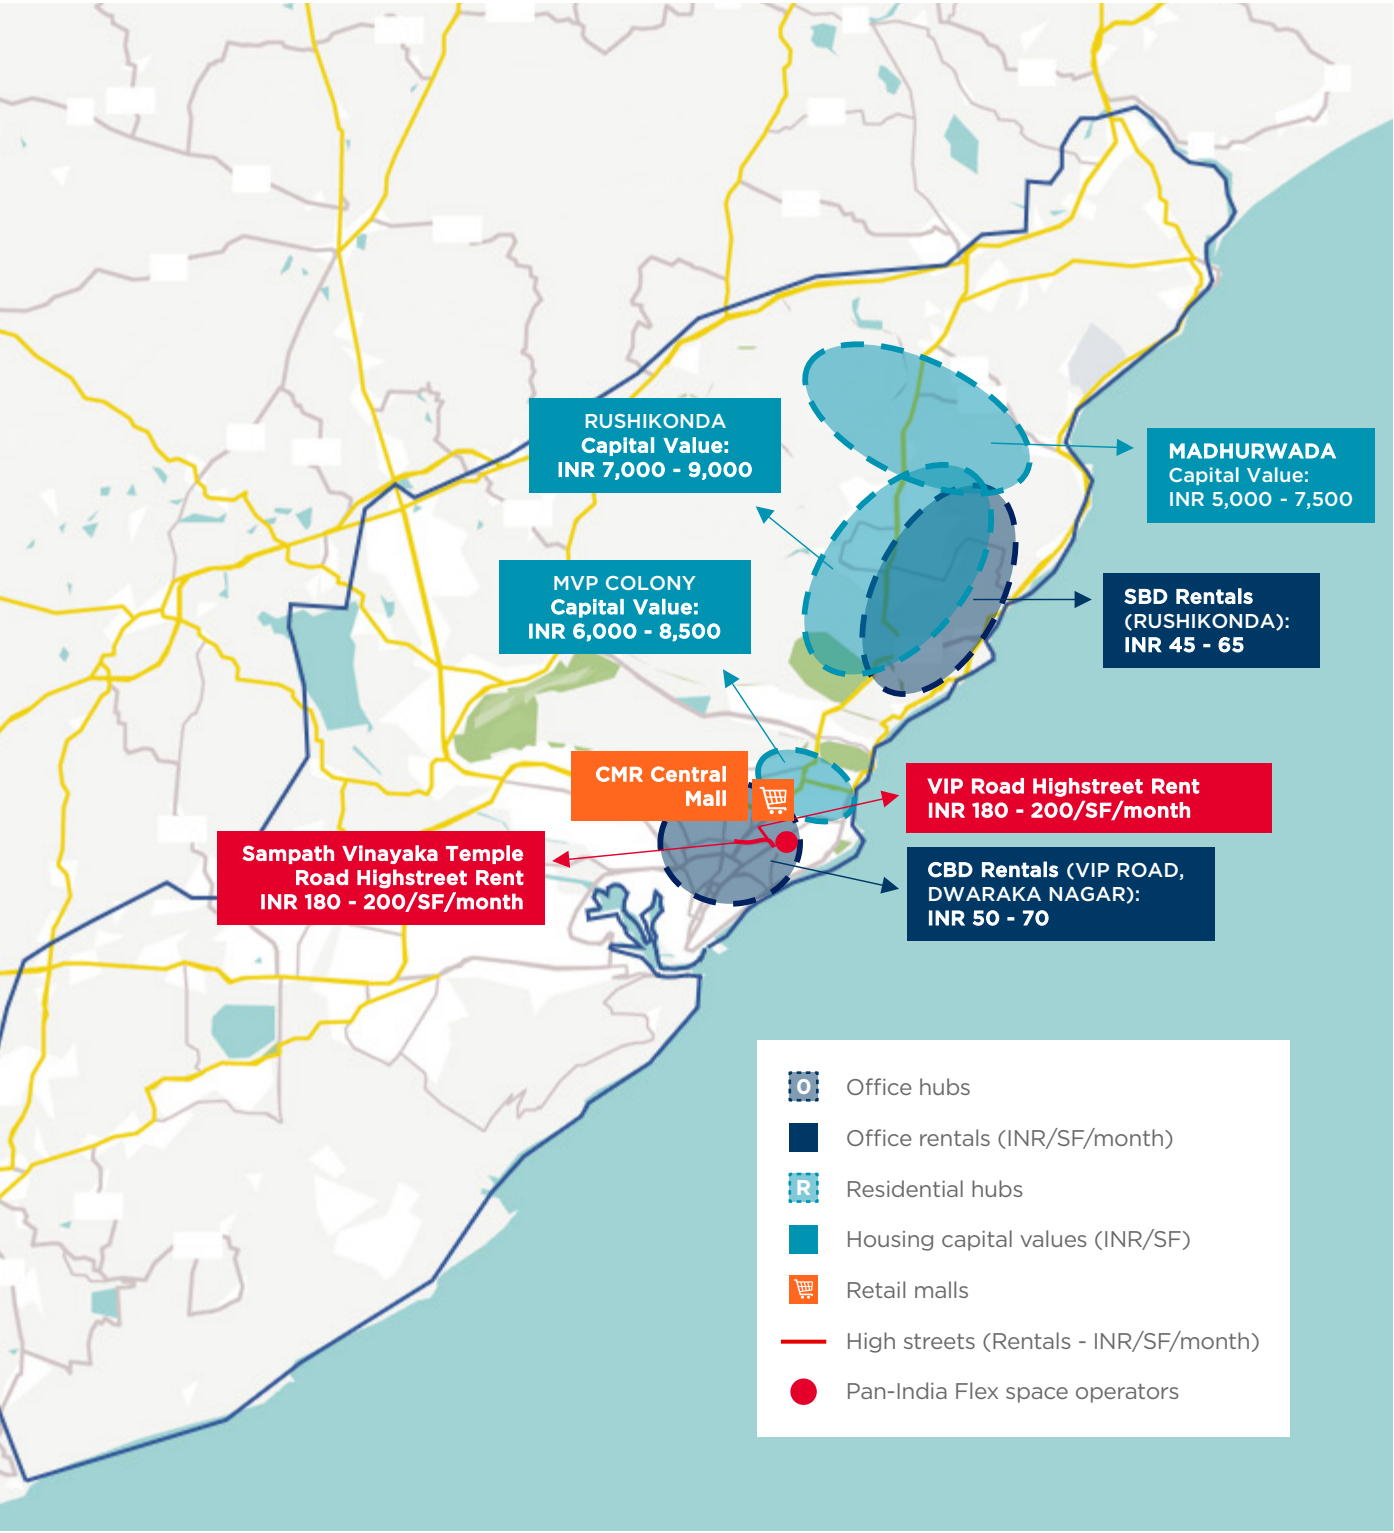 RUSHIKONDA
Capital Value:
INR 7,000 - 9,000
MADHURWADA
Capital Value:
INR 5,000 - 7,500
MVP COLONY
Capital Value:
INR 6,000 - 8,500
SBD Rentals
(RUSHIKONDA):
INR 45 - 65
CMR Central
Mall
VIP Road Highstreet Rent
INR 180 - 200/SF/month
Sampath Vinayaka Temple
Road Highstreet Rent
INR 180 - 200/SF/month
CBD Rentals (VIP ROAD,
DWARAKA NAGAR):
INR 50 - 70
O Office hubs
Office rentals (INR/SF/month)
R Residential hubs
Housing capital values (INR/SF)
Retail malls
High streets (Rentals - INR/SF/month)
Pan-India Flex space operators